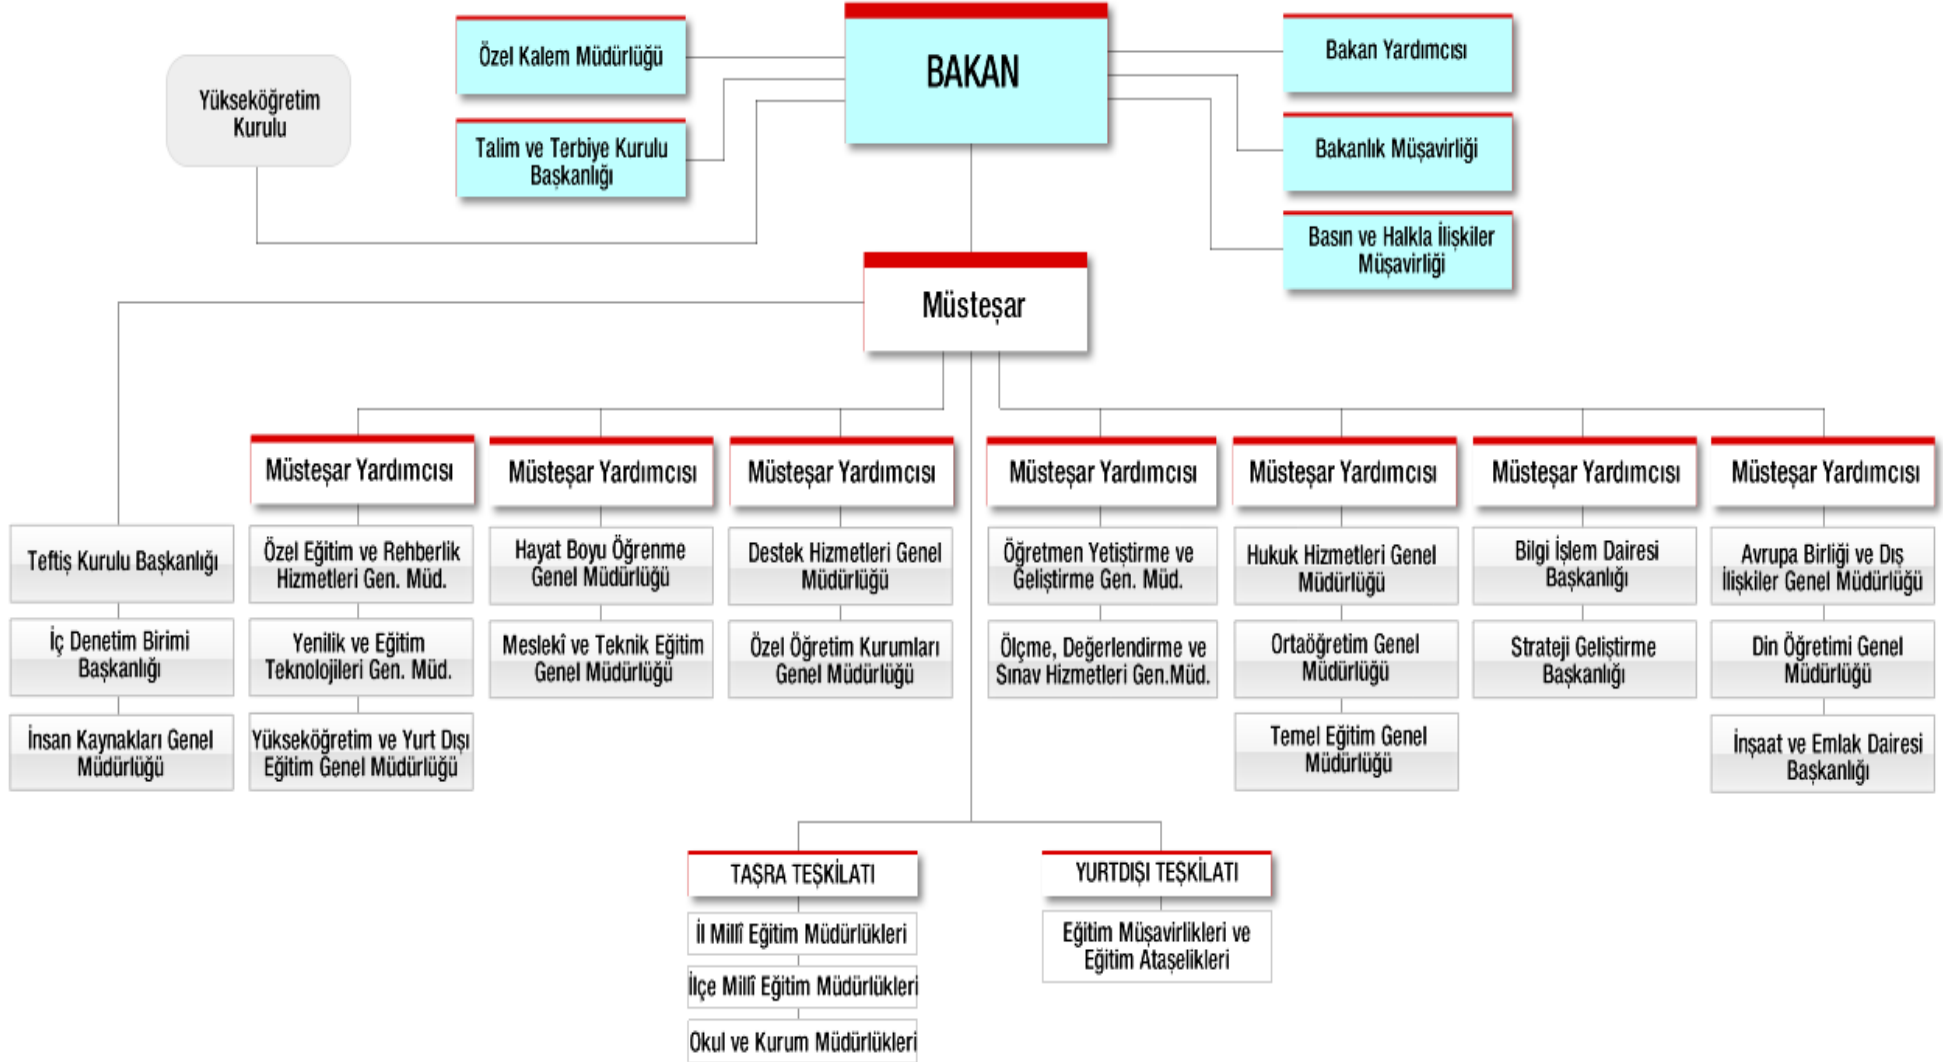 Özel Kalem Müdürlüğü
BAKAN
Bakan Yardımcısı
Yükseköğretim
Kurulu
Talim ve Terbiye Kurulu
Başkanlığı
Bakanlık Müşavirliği
Basın ve Halkla İlişkiler
Müşavirliği
Müsteşar
Müsteşar Yardımcısı
Müsteşar Yardımcısı
Müsteşar Yardımcısı
Müsteşar Yardımcısı
Müsteşar Yardımcısı
Müsteşar Yardımcısı
Müsteşar Yardımcısı
Teftiş Kurulu Başkanlığı
Özel Eğitim ve Rehberlik
Hizmetleri Gen. Müd.
Hayat Boyu Öğrenme
Genel Müdürlüğü
Destek Hizmetleri Genel
Müdürlüğü
Öğretmen Yetiştirme ve
Geliştirme Gen. Müd.
Hukuk Hizmetleri Genel
Müdürlüğü
Bilgi İşlem Dairesi
Başkanlığı
Avrupa Birliği ve Dış
İlişkiler Genel Müdürlüğü
İç Denetim Birimi
Başkanlığı
Yenilik ve Eğitim
Teknolojileri Gen. Müd.
Meslekî ve Teknik Eğitim
Genel Müdürlüğü
Özel Öğretim Kurumları
Genel Müdürlüğü
Ölçme, Değerlendirme ve
Sınav Hizmetleri Gen.Müd.
Ortaöğretim Genel
Müdürlüğü
Strateji Geliştirme
Başkanlığı
Din Öğretimi Genel
Müdürlüğü
İnsan Kaynakları Genel
Müdürlüğü
Yükseköğretim ve Yurt Dışı
Eğitim Genel Müdürlüğü
Temel Eğitim Genel
Müdürlüğü
İnşaat ve Emlak Dairesi
Başkanlığı
TAŞRA TEŞKİLATI
YURTDIŞI TEŞKİLATI
İl Millî Eğitim Müdürlükleri
Eğitim Müşavirlikleri ve
Eğitim Ataşelikleri
İlçe Millî Eğitim Müdürlükleri
Okul ve Kurum Müdürlükleri